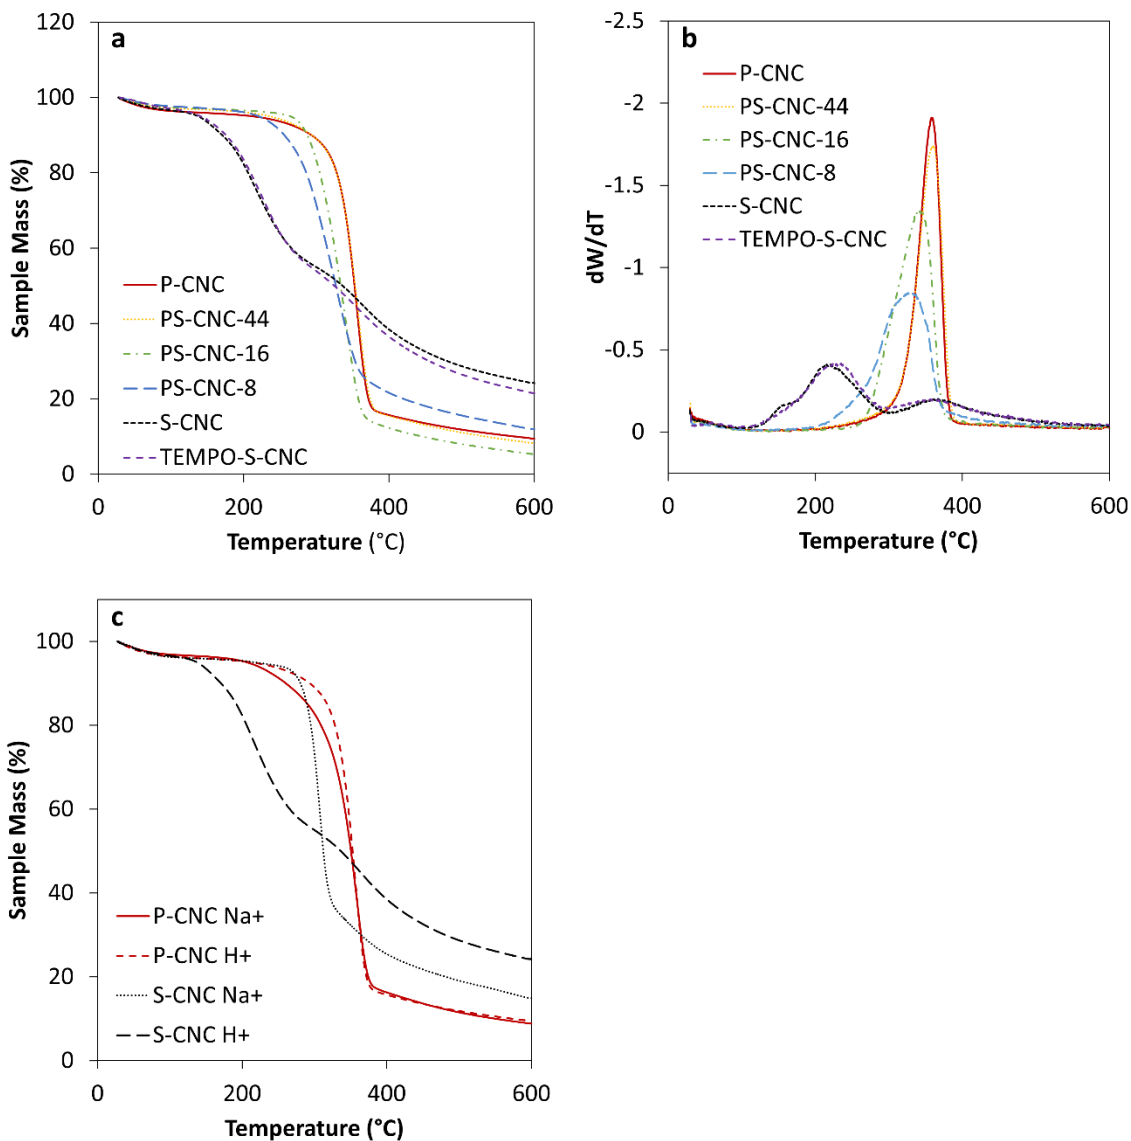 a
120
100
80
60
40
20
0
Sample Mass (%)
P-CNC
PS-CNC-44
PS-CNC-16
PS-CNC-8
S-CNC
TEMPO-S-CNC
0
200
400
600
Temperature (°C)
b
-2.5
-2
-1.5
-1
-0.5
0
dW/dT
P-CNC
PS-CNC-44
PS-CNC-16
PS-CNC-8
S-CNC
TEMPO-S-CNC
0
200
400
600
Temperature (°C)
c
100
80
60
40
20
0
Sample Mass (%)
P-CNC Na+
P-CNC H+
S-CNC Na+
S-CNC H+
0
200
400
600
Temperature (°C)